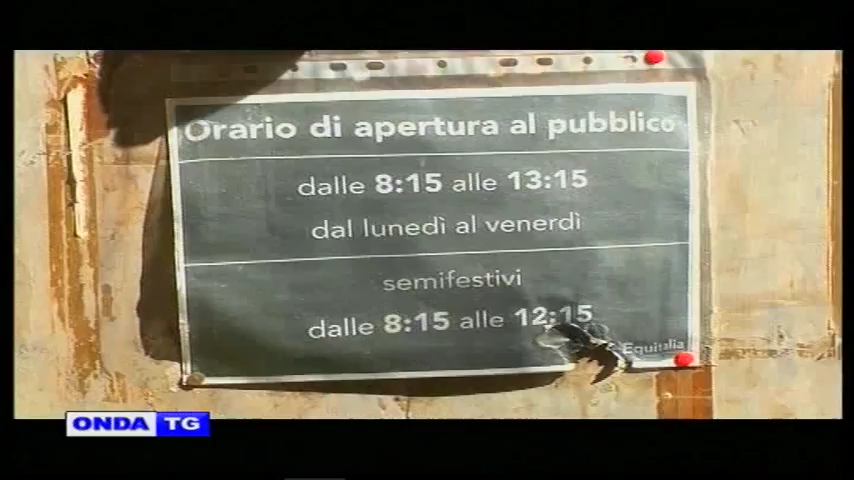 Orario di apertura al pubblico
dalle 8:15 alle 13:15
dal lunedì al venerdì
semifestivi
dalle 8:15 alle 12:15
Equitalia
ONDA TG